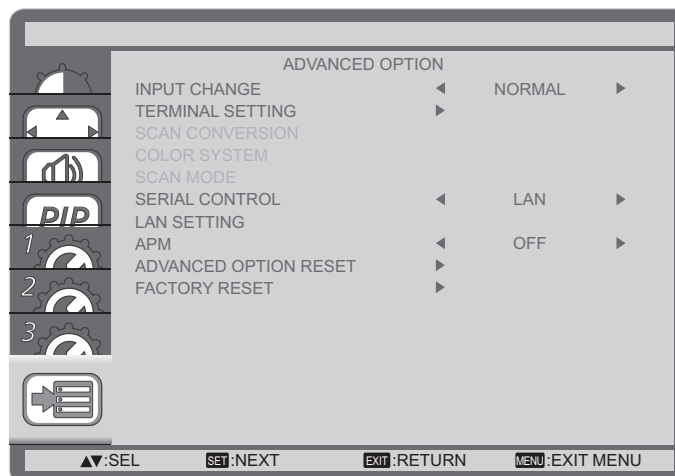 ADVANCED OPTION
INPUT CHANGE ◀ NORMAL ▶
TERMINAL SETTING ▶
SCAN CONVERSION
COLOR SYSTEM
SCAN MODE
SERIAL CONTROL ◀ LAN ▶
LAN SETTING
APM ◀ OFF ▶
ADVANCED OPTION RESET ▶
FACTORY RESET ▶
PIP
1
2
3
▲▼:SEL SET:NEXT EXIT:RETURN MENU:EXIT MENU